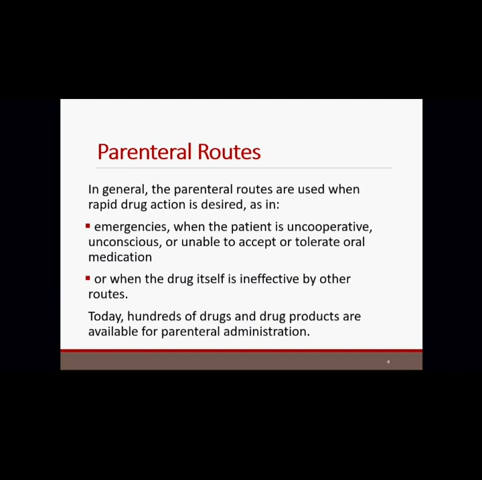 Parenteral Routes
In general, the parenteral routes are used when
rapid drug action is desired, as in:
▪ emergencies, when the patient is uncooperative,
unconscious, or unable to accept or tolerate oral
medication
▪ or when the drug itself is ineffective by other
routes.
Today, hundreds of drugs and drug products are
available for parenteral administration.